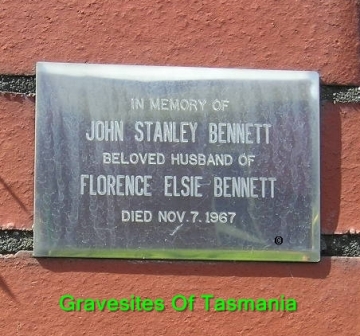 IN MEMORY OF
JOHN STANLEY BENNETT
BELOVED HUSBAND OF
FLORENCE ELSIE BENNETT
DIED NOV. 7. 1967
Gravesites Of Tasmania